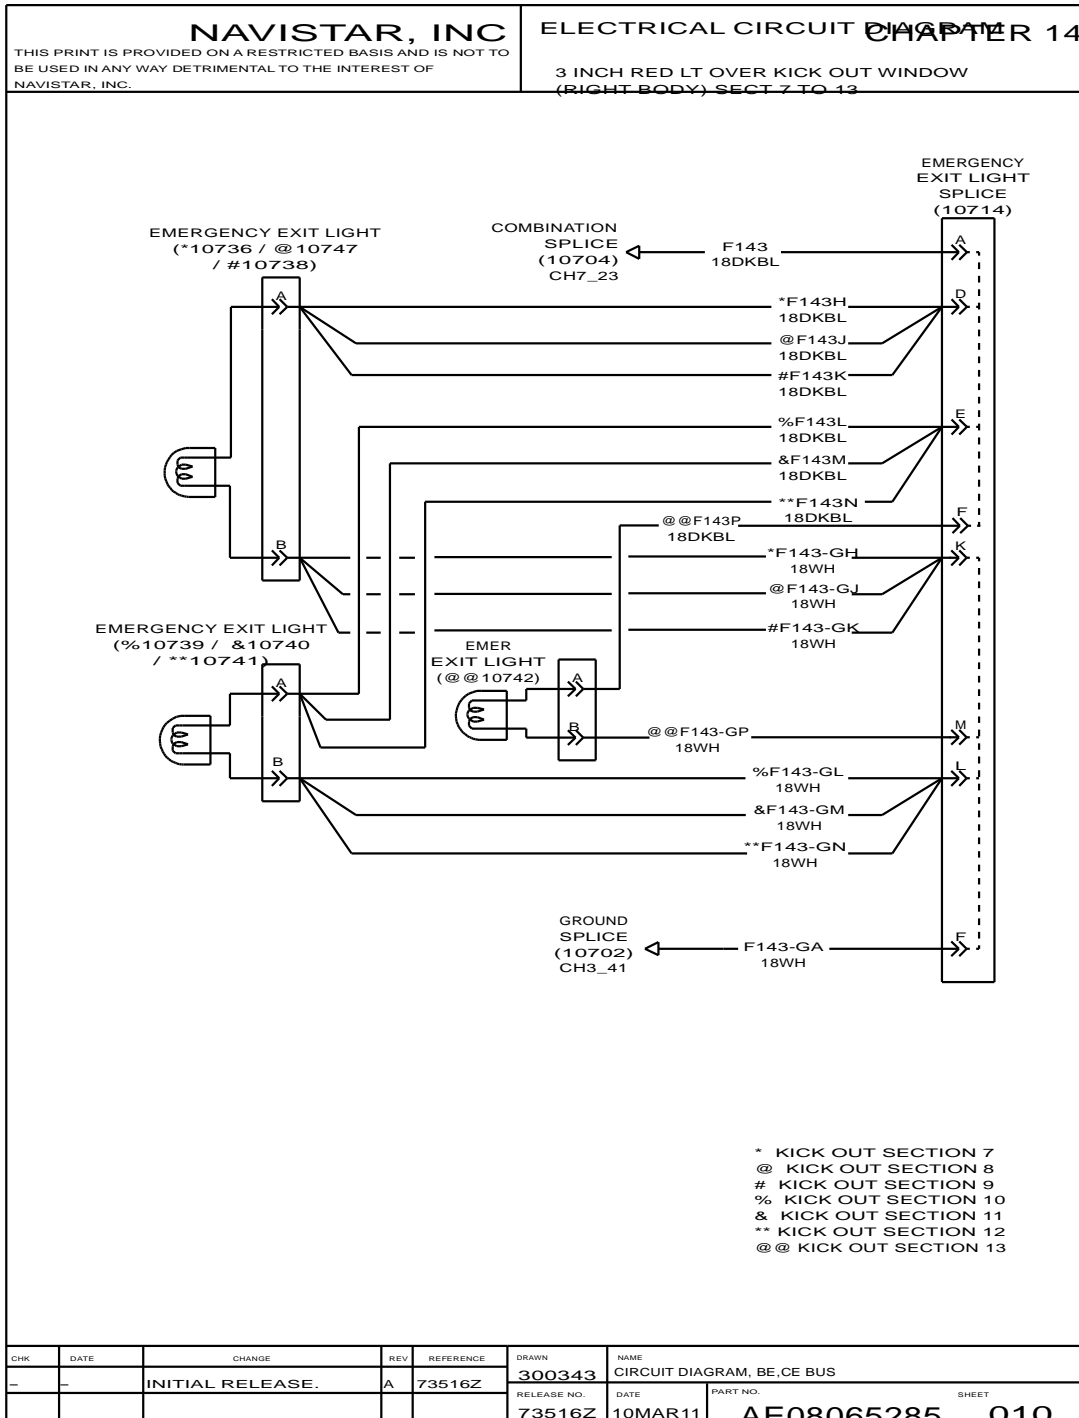 NAVISTAR, INC
THIS PRINT IS PROVIDED ON A RESTRICTED BASIS AND IS NOT TO
BE USED IN ANY WAY DETRIMENTAL TO THE INTEREST OF
NAVISTAR, INC.
ELECTRICAL CIRCUIT DIAGRAM
CHAPTER 14
3 INCH RED LT OVER KICK OUT WINDOW
(RIGHT BODY) SECT 7 TO 13
EMERGENCY
EXIT LIGHT
SPLICE
(10714)
EMERGENCY EXIT LIGHT
(*10736 / @10747
/ #10738)
COMBINATION
SPLICE
(10704)
CH7_23
F143
18DKBL
A
A
*F143H
18DKBL
D
@F143J
18DKBL
#F143K
18DKBL
%F143L
18DKBL
E
&F143M
18DKBL
**F143N
18DKBL
@@F143P
18DKBL
F
B
*F143-GH
18WH
K
@F143-GJ
18WH
#F143-GK
18WH
EMERGENCY EXIT LIGHT
(%10739 / &10740
/ **10741)
EMER
EXIT LIGHT
(@@10742)
A
A
B
@@F143-GP
18WH
M
B
%F143-GL
18WH
L
&F143-GM
18WH
**F143-GN
18WH
GROUND
SPLICE
(10702)
CH3_41
F143-GA
18WH
F
* KICK OUT SECTION 7
@ KICK OUT SECTION 8
# KICK OUT SECTION 9
% KICK OUT SECTION 10
& KICK OUT SECTION 11
** KICK OUT SECTION 12
@@ KICK OUT SECTION 13
CHK DATE CHANGE REV REFERENCE
– – INITIAL RELEASE. A 73516Z
DRAWN
300343
NAME
CIRCUIT DIAGRAM, BE,CE BUS
RELEASE NO.
73516Z
DATE
10MAR11
PART NO.
AE08065285
SHEET
010